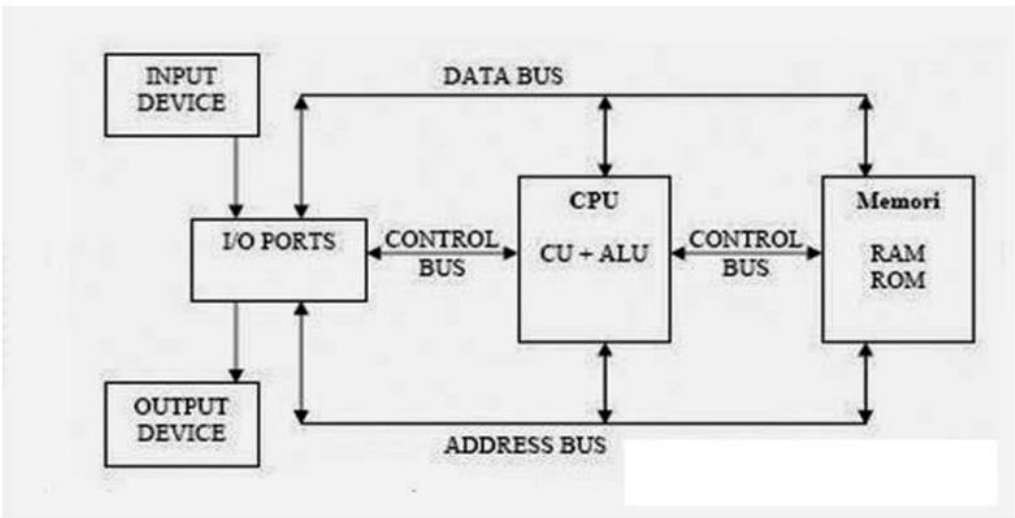 INPUT
DEVICE
DATA BUS
I/O PORTS
CONTROL
BUS
CPU
CU + ALU
CONTROL
BUS
Memori
RAM
ROM
OUTPUT
DEVICE
ADDRESS BUS